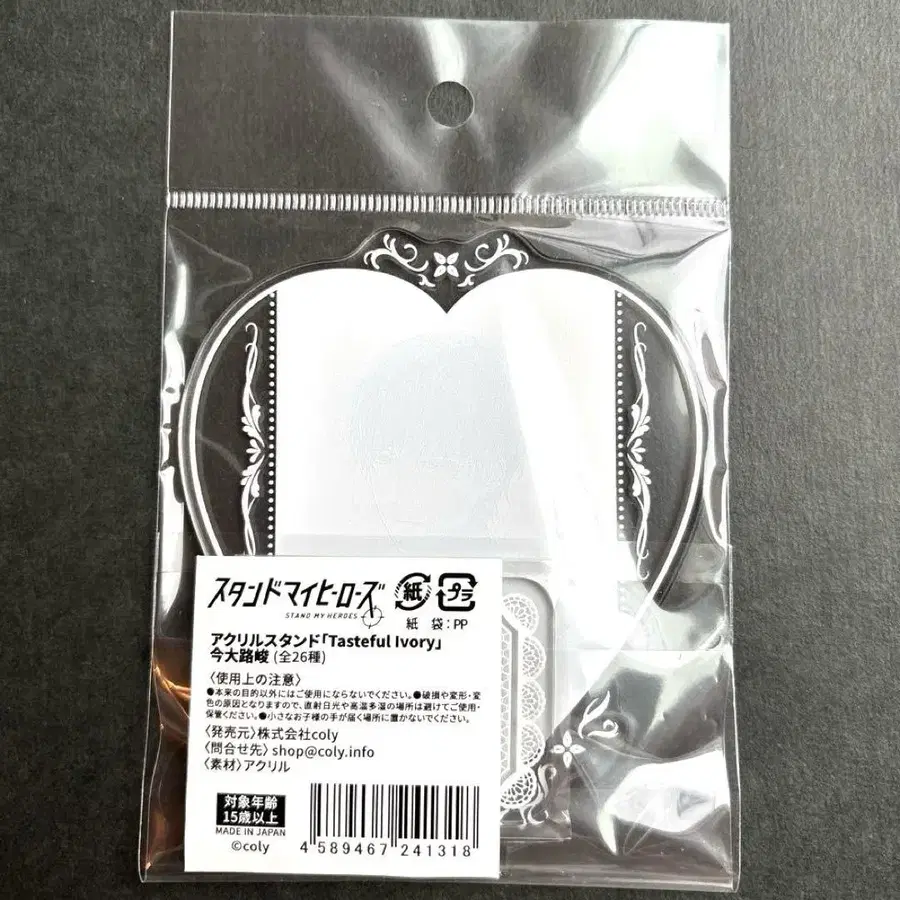 スタンドマイヒーローズ
STAND MY HEROES
紙 プラ
紙 袋:PP
アクリルスタンド「Tasteful Ivory」
今大路峻 (全26種)
〈使用上の注意〉
●本来の目的以外にはご使用にならないでください。●破損や変形・変
色の原因となりますので、直射日光や高温多湿の場所は避けてご使用・
保管ください。●小さなお子様の手が届く場所に置かないでください。
〈発売元〉株式会社coly
〈問合せ先〉shop@coly.info
〈素材〉アクリル
対象年齢
15歳以上
MADE IN JAPAN
©coly
4 589467 241318